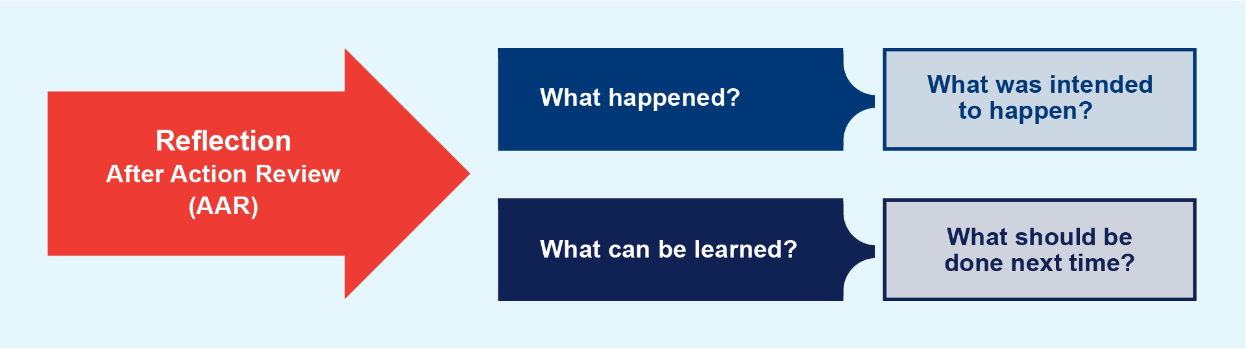 Reflection
After Action Review
(AAR)
What happened?
What was intended
to happen?
What can be learned?
What should be
done next time?